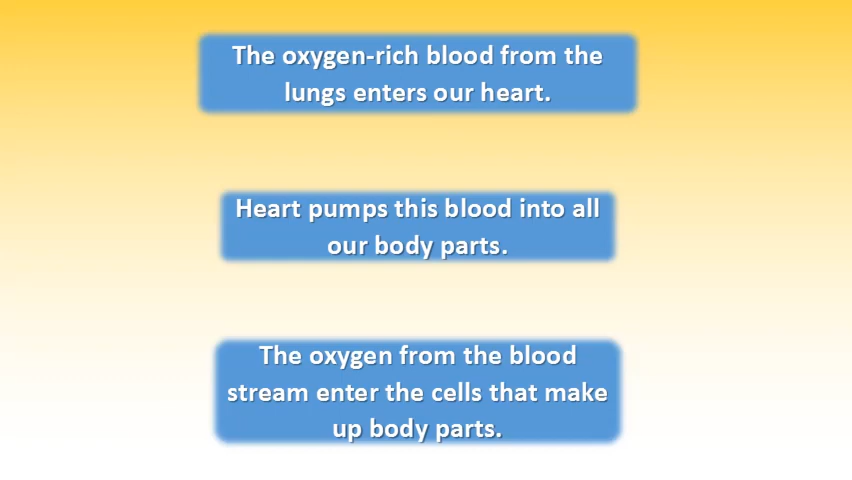 The oxygen-rich blood from the
lungs enters our heart.
Heart pumps this blood into all
our body parts.
The oxygen from the blood
stream enter the cells that make
up body parts.